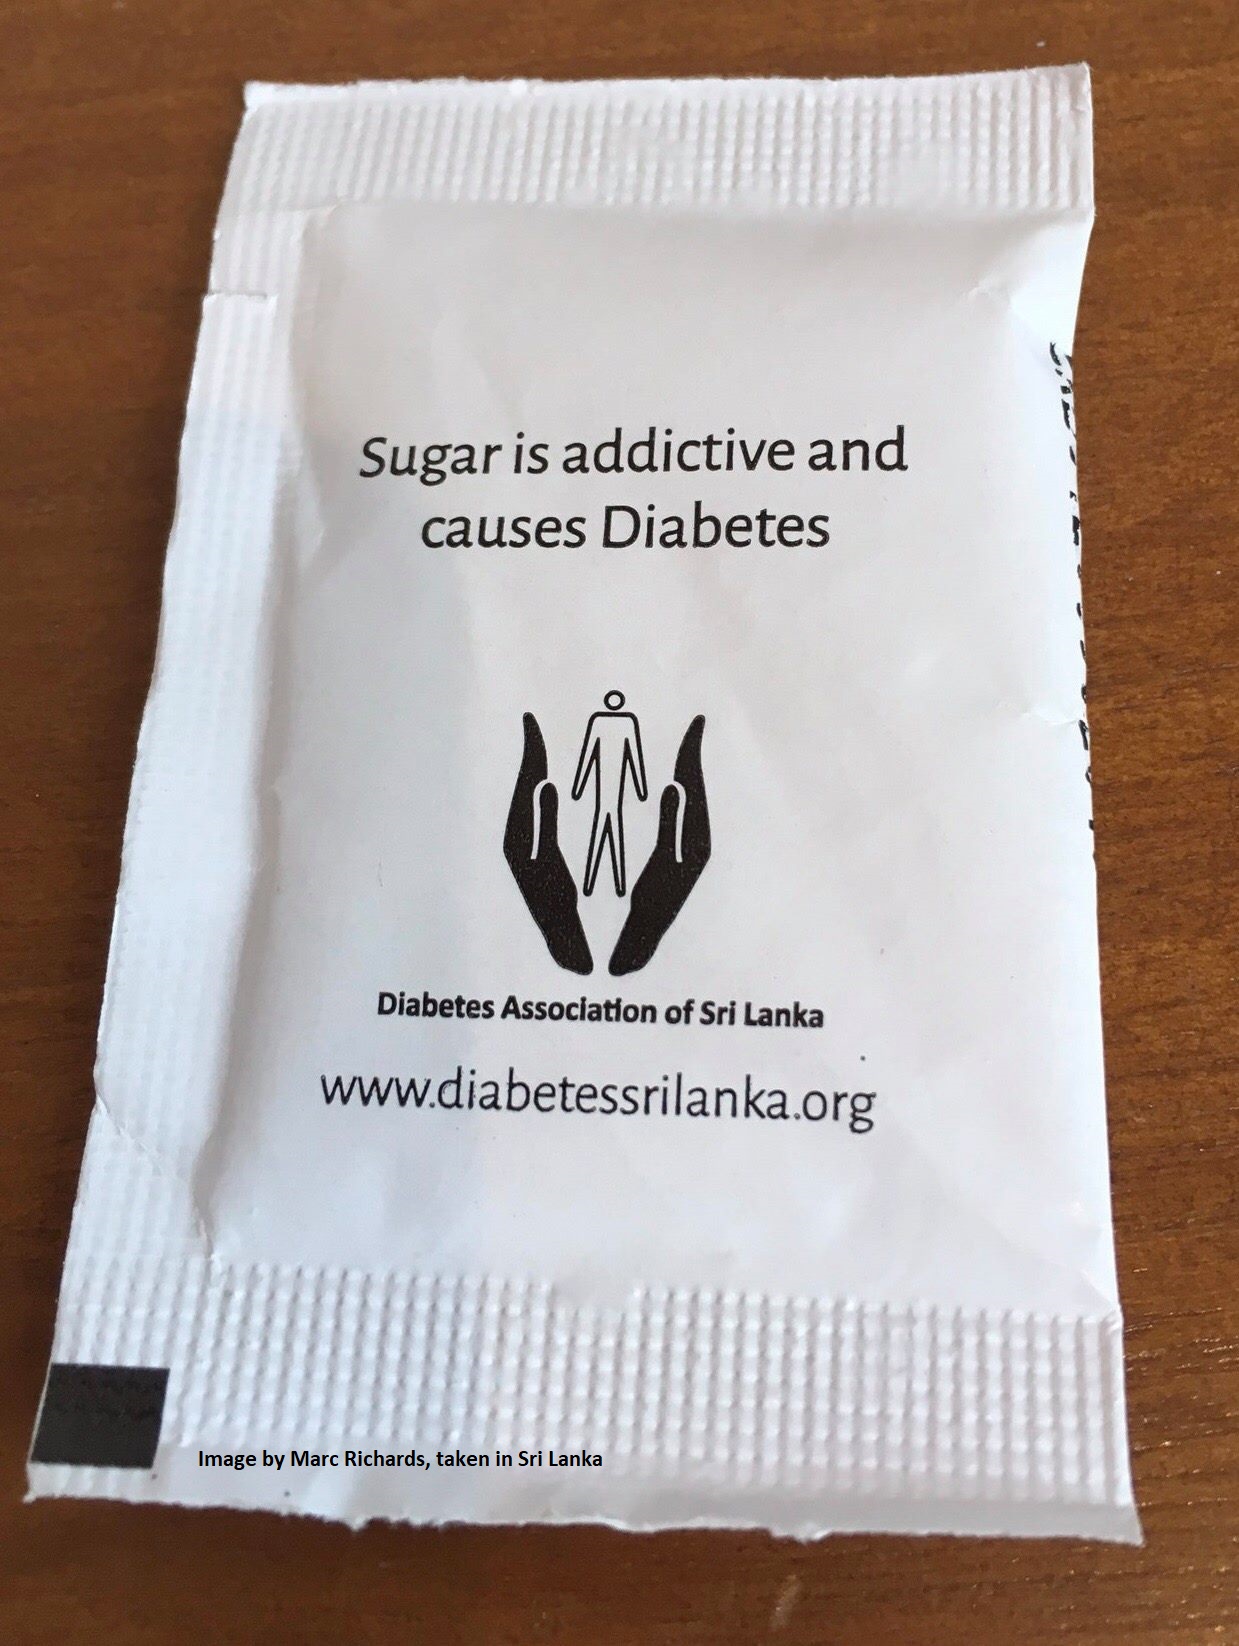 Sugar is addictive and
causes Diabetes
Diabetes Association of Sri Lanka
www.diabetessrilanka.org
Image by Marc Richards, taken in Sri Lanka